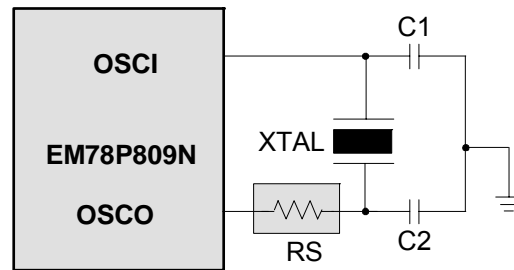 C1
OSCI
XTAL
EM78P809N
OSCO
RS
C2